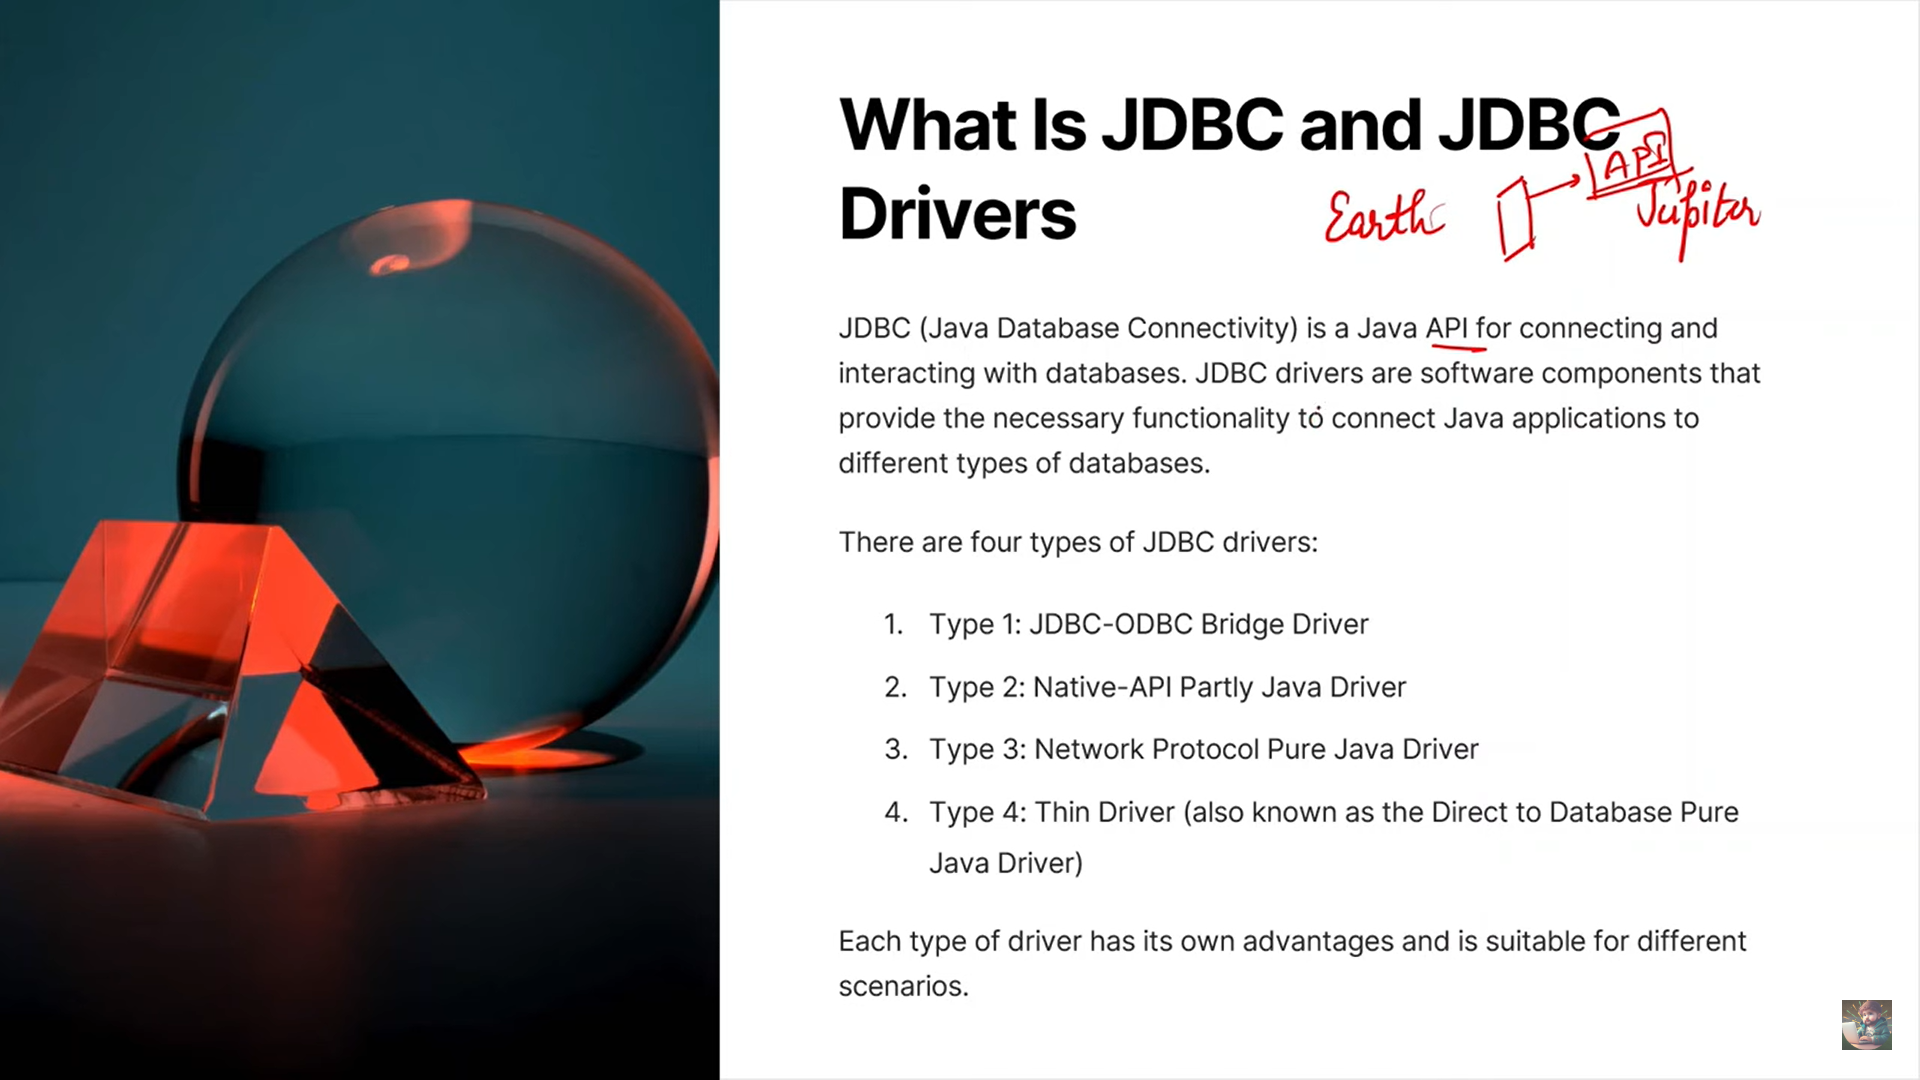 What Is JDBC and JDBC
API
Drivers
Earth
Jupiter
JDBC (Java Database Connectivity) is a Java API for connecting and
interacting with databases. JDBC drivers are software components that
provide the necessary functionality to connect Java applications to
different types of databases.
There are four types of JDBC drivers:
1. Type 1: JDBC-ODBC Bridge Driver
2. Type 2: Native-API Partly Java Driver
3. Type 3: Network Protocol Pure Java Driver
4. Type 4: Thin Driver (also known as the Direct to Database Pure
Java Driver)
Each type of driver has its own advantages and is suitable for different
scenarios.